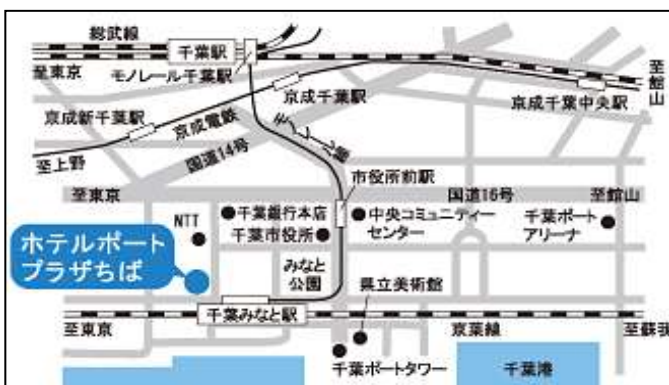 総武線
千葉駅
至東京
モノレール千葉駅
至館山
京成千葉駅
京成千葉中央駅
京成新千葉駅
京成電鉄
モノレール
国道14号
至上野
市役所前駅
至東京
国道16号
至館山
NTT
千葉銀行本店
千葉市役所
中央コミュニティー
センター
千葉ポート
アリーナ
ホテルポート
プラザちば
みなと
公園
県立美術館
千葉みなと駅
至東京
京葉線
至蘇我
千葉ポートタワー
千葉港